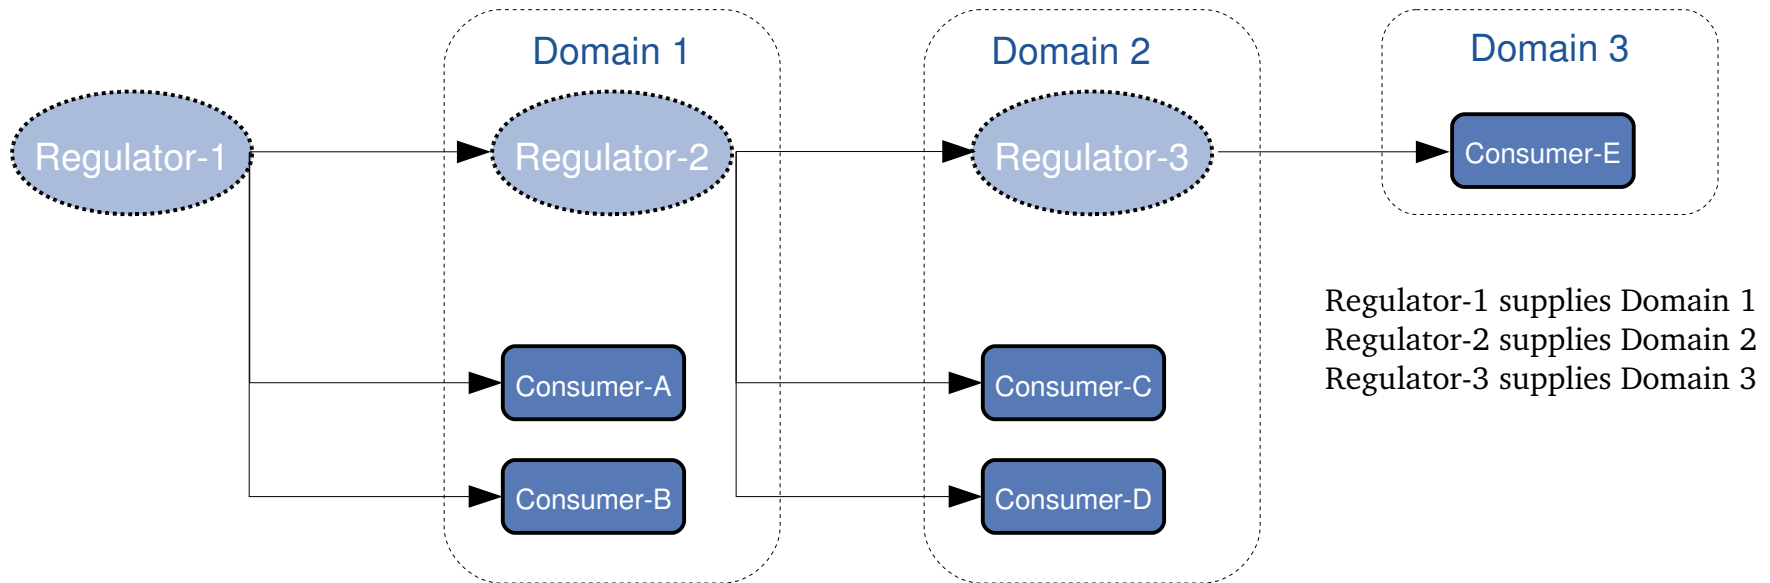 Domain 1
Domain 2
Domain 3
Regulator-1
Regulator-2
Regulator-3
Consumer-E
Regulator-1 supplies Domain 1
Regulator-2 supplies Domain 2
Regulator-3 supplies Domain 3
Consumer-A
Consumer-C
Consumer-B
Consumer-D